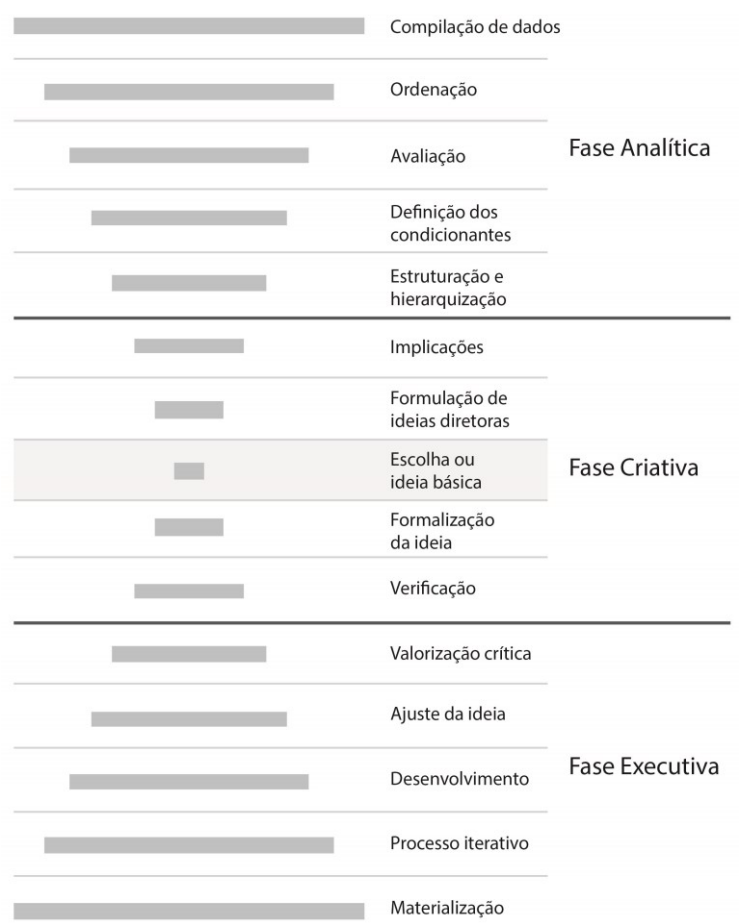 Compilação de dados
Ordenação
Avaliação
Fase Analítica
Definição dos
condicionantes
Estruturação e
hierarquização
Implicações
Formulação de
ideias diretoras
Escolha ou
ideia básica
Fase Criativa
Formalização
da ideia
Verificação
Valorização crítica
Ajuste da ideia
Desenvolvimento
Fase Executiva
Processo iterativo
Materialização